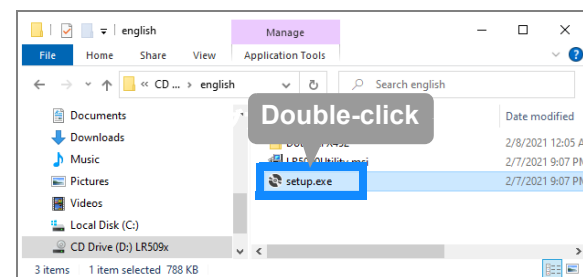 english
Manage
File
Home
Share
View
Application Tools
« CD ... › english
Search english
Double-click
Documents
Date modified
Downloads
2/8/2021 12:05 A
Music
2/7/2021 9:07 PM
Pictures
setup.exe
2/7/2021 9:07 PM
Videos
Local Disk (C:)
CD Drive (D:) LR509x
3 items
1 item selected 788 KB